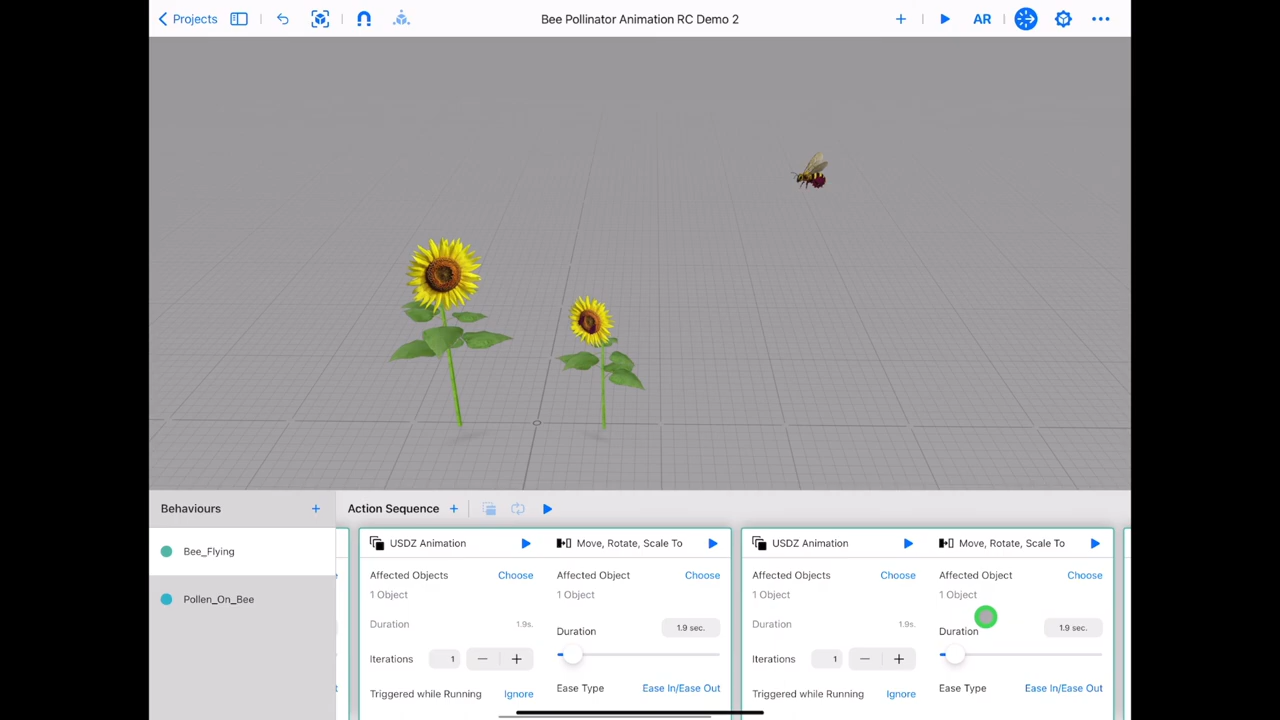 Projects
Bee Pollinator Animation RC Demo 2
AR
Behaviours
Bee_Flying
Pollen_On_Bee
Action Sequence
USDZ Animation
Affected Objects Choose
1 Object
Duration 1.9s.
Iterations 1
Triggered while Running Ignore
Move, Rotate, Scale To
Affected Object Choose
1 Object
Duration 1.9 sec.
Ease Type Ease In/Ease Out
USDZ Animation
Affected Objects Choose
1 Object
Duration 1.9s.
Iterations 1
Triggered while Running Ignore
Move, Rotate, Scale To
Affected Object Choose
1 Object
Duration 1.9 sec.
Ease Type Ease In/Ease Out